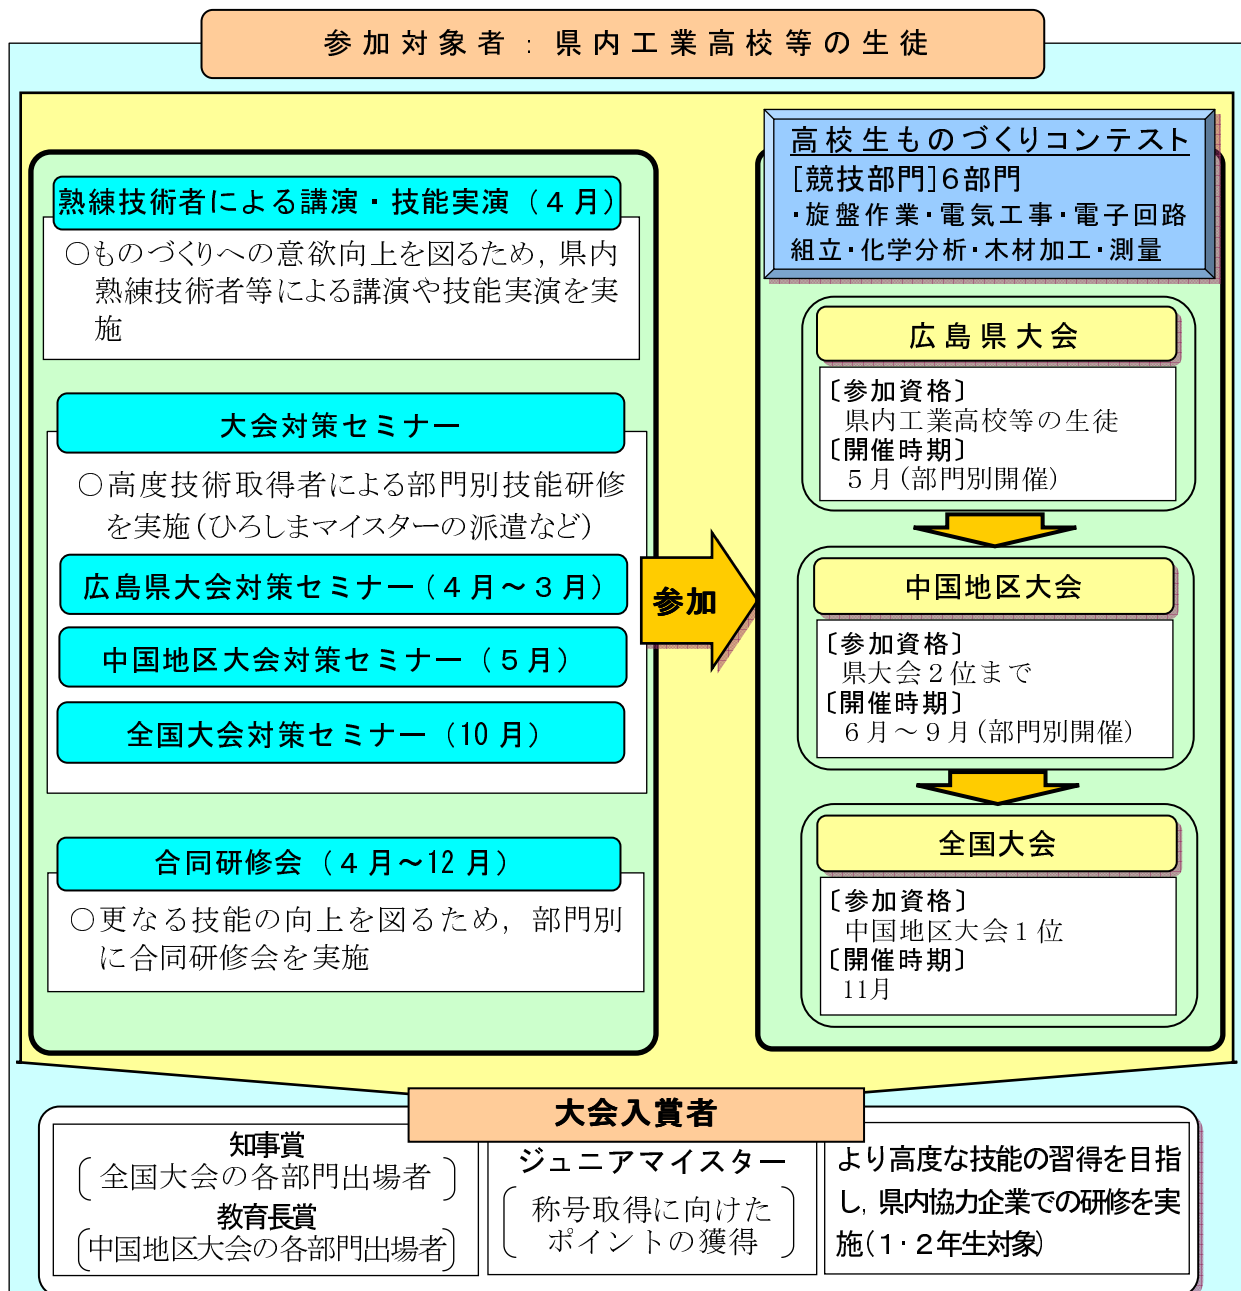 参加対象者：県内工業高校等の生徒
熟練技術者による講演・技能実演（４月）
○ものづくりへの意欲向上を図るため，県内
熟練技術者等による講演や技能実演を実
施
大会対策セミナー
○高度技術取得者による部門別技能研修
を実施（ひろしまマイスターの派遣など）
広島県大会対策セミナー（４月～３月）
中国地区大会対策セミナー（５月）
全国大会対策セミナー（10月）
合同研修会（４月～12月）
○更なる技能の向上を図るため，部門別
に合同研修会を実施
参加
高校生ものづくりコンテスト
［競技部門］６部門
・旋盤作業・電気工事・電子回路
組立・化学分析・木材加工・測量
広島県大会
〔参加資格〕
県内工業高校等の生徒
〔開催時期〕
５月（部門別開催）
中国地区大会
〔参加資格〕
県大会２位まで
〔開催時期〕
６月～９月（部門別開催）
全国大会
〔参加資格〕
中国地区大会１位
〔開催時期〕
11月
大会入賞者
知事賞
全国大会の各部門出場者
教育長賞
中国地区大会の各部門出場者
ジュニアマイスター
称号取得に向けた
ポイントの獲得
より高度な技能の習得を目指
し，県内協力企業での研修を実
施（１・２年生対象）